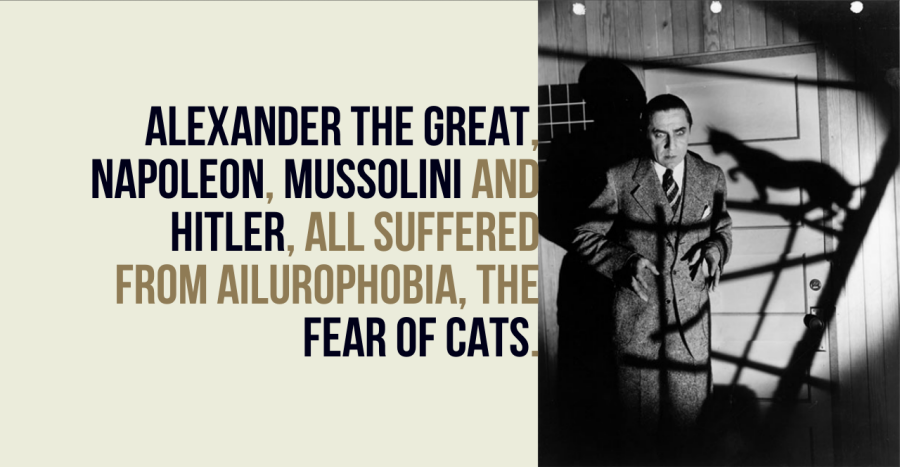 ALEXANDER THE GREAT,
NAPOLEON, MUSSOLINI AND
HITLER, ALL SUFFERED
FROM AILUROPHOBIA, THE
FEAR OF CATS.